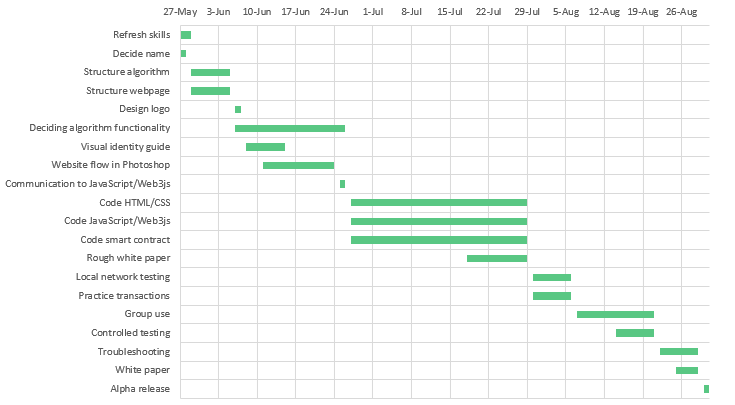 27-May 3-Jun 10-Jun 17-Jun 24-Jun 1-Jul 8-Jul 15-Jul 22-Jul 29-Jul 5-Aug 12-Aug 19-Aug 26-Aug
Refresh skills
Decide name
Structure algorithm
Structure webpage
Design logo
Deciding algorithm functionality
Visual identity guide
Website flow in Photoshop
Communication to JavaScript/Web3js
Code HTML/CSS
Code JavaScript/Web3js
Code smart contract
Rough white paper
Local network testing
Practice transactions
Group use
Controlled testing
Troubleshooting
White paper
Alpha release